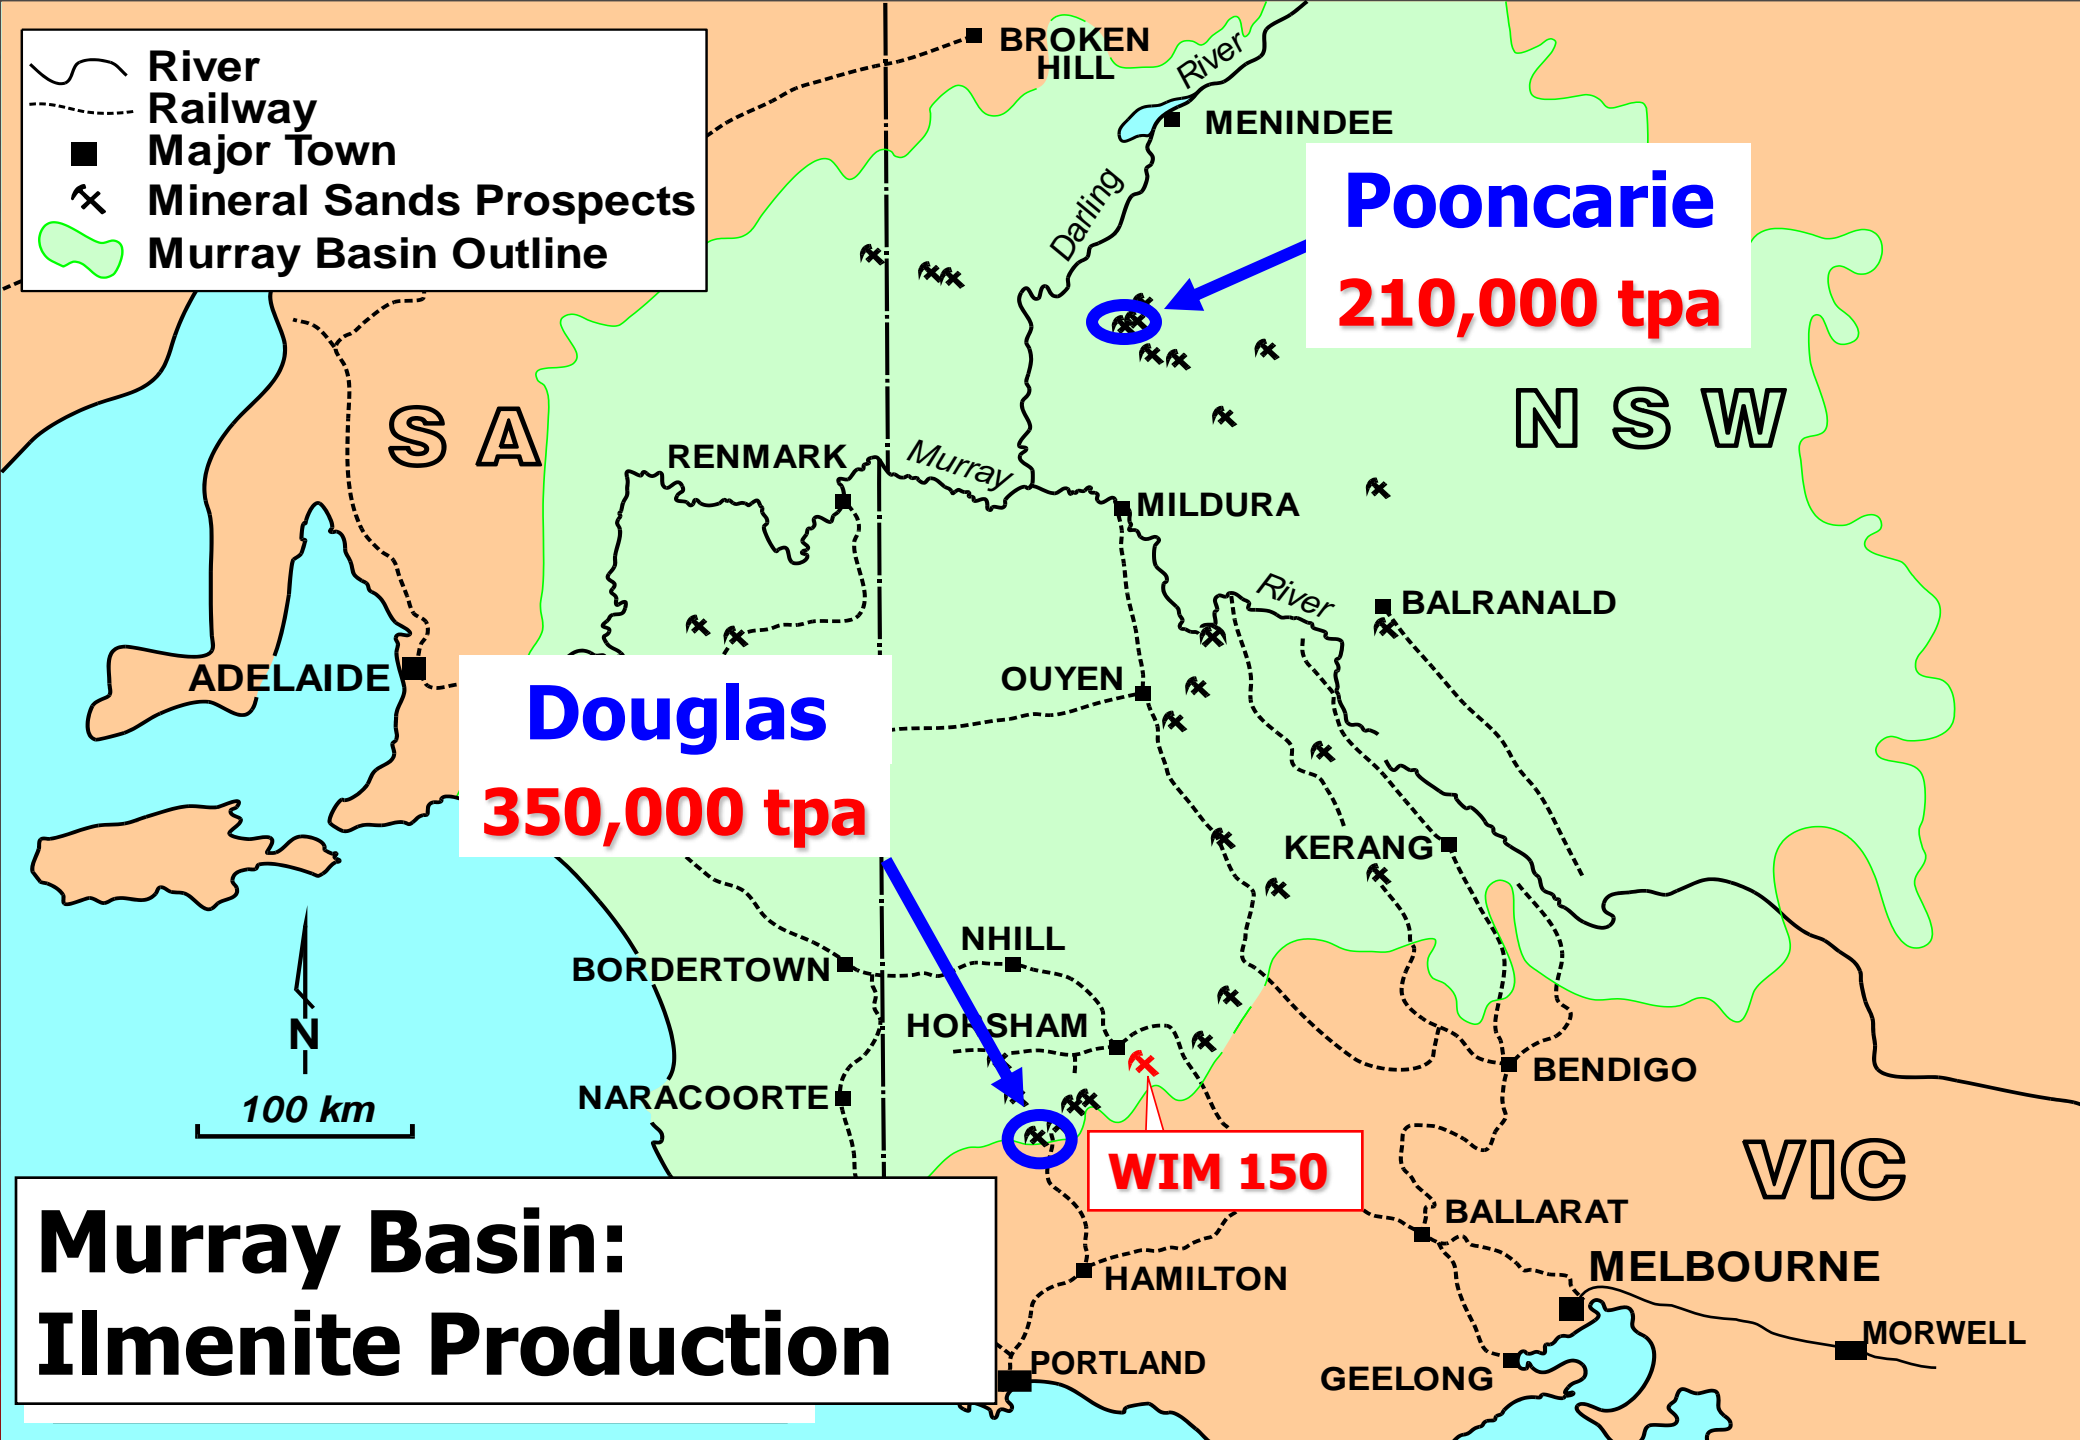 River
Railway
Major Town
Mineral Sands Prospects
Murray Basin Outline
BROKEN
HILL
River
MENINDEE
Darling
Pooncarie
210,000 tpa
S A
N S W
RENMARK
Murray
MILDURA
River
BALRANALD
ADELAIDE
OUYEN
Douglas
350,000 tpa
KERANG
NHILL
BORDERTOWN
HORSHAM
N
BENDIGO
NARACOORTE
100 km
WIM 150
VIC
BALLARAT
Murray Basin:
Ilmenite Production
MELBOURNE
HAMILTON
MORWELL
PORTLAND
GEELONG